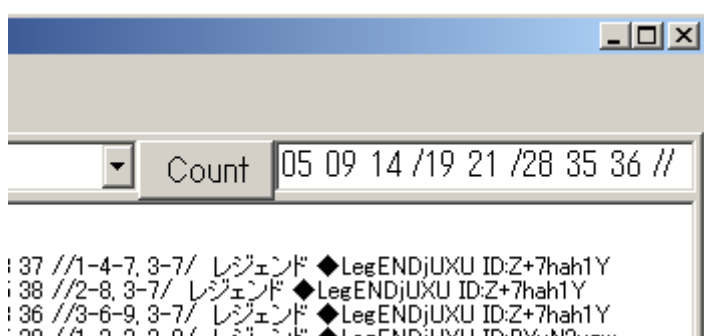 Count 05 09 14 /19 21 /28 35 36 //
37 //1-4-7, 3-7/ レジェンド ◆LegENDjUXU ID:Z+7hah1Y
38 //2-8, 3-7/ レジェンド ◆LegENDjUXU ID:Z+7hah1Y
36 //3-6-9, 3-7/ レジェンド ◆LegENDjUXU ID:Z+7hah1Y